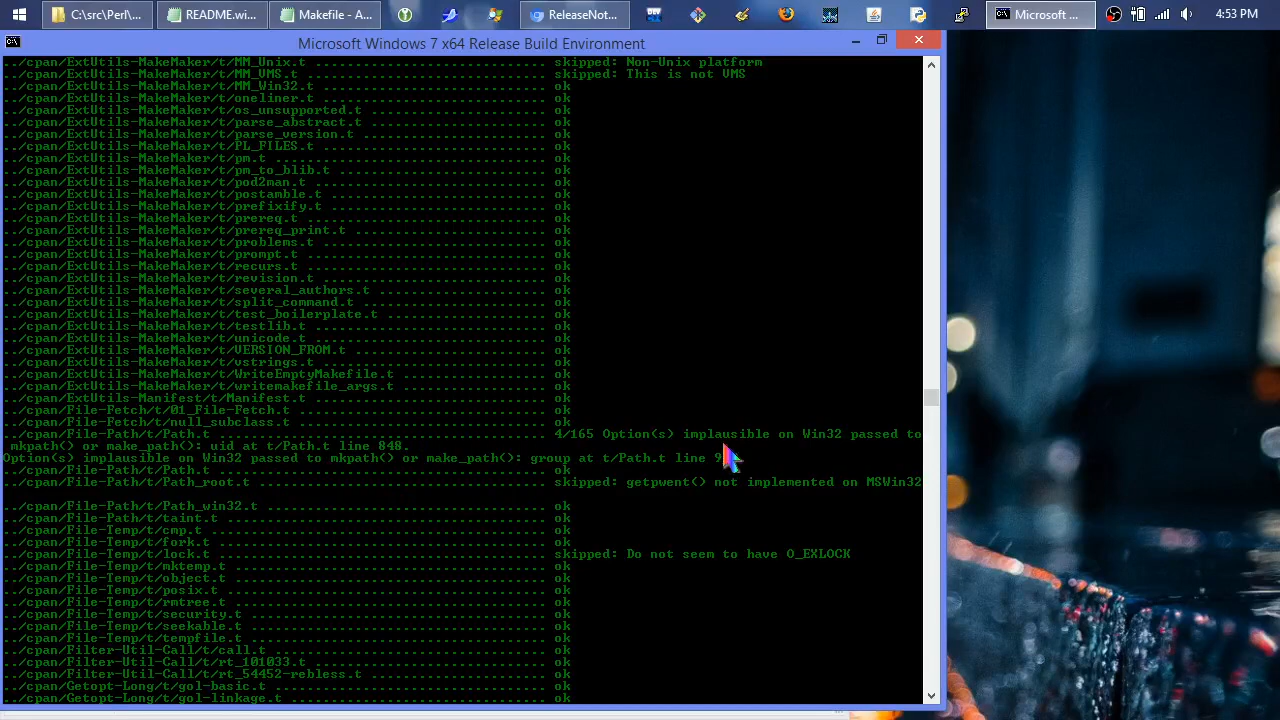 C:\src\Perl\...
README.wi...
Makefile - A...
ReleaseNot...
Microsoft ...
4:53 PM
Microsoft Windows 7 x64 Release Build Environment
../cpan/ExtUtils-MakeMaker/t/MM_Unix.t ............................. skipped: Non-Unix platform
../cpan/ExtUtils-MakeMaker/t/MM_VMS.t .............................. skipped: This is not VMS
../cpan/ExtUtils-MakeMaker/t/MM_Win32.t ............................ ok
../cpan/ExtUtils-MakeMaker/t/oneliner.t ............................ ok
../cpan/ExtUtils-MakeMaker/t/os_unsupported.t ...................... ok
../cpan/ExtUtils-MakeMaker/t/parse_abstract.t ...................... ok
../cpan/ExtUtils-MakeMaker/t/parse_version.t ....................... ok
../cpan/ExtUtils-MakeMaker/t/PL_FILES.t ............................ ok
../cpan/ExtUtils-MakeMaker/t/pm.t .................................. ok
../cpan/ExtUtils-MakeMaker/t/pm_to_blib.t .......................... ok
../cpan/ExtUtils-MakeMaker/t/pod2man.t ............................. ok
../cpan/ExtUtils-MakeMaker/t/postamble.t ........................... ok
../cpan/ExtUtils-MakeMaker/t/prefixify.t ........................... ok
../cpan/ExtUtils-MakeMaker/t/prereq.t .............................. ok
../cpan/ExtUtils-MakeMaker/t/prereq_print.t ........................ ok
../cpan/ExtUtils-MakeMaker/t/problems.t ............................ ok
../cpan/ExtUtils-MakeMaker/t/prompt.t .............................. ok
../cpan/ExtUtils-MakeMaker/t/recurs.t .............................. ok
../cpan/ExtUtils-MakeMaker/t/revision.t ............................ ok
../cpan/ExtUtils-MakeMaker/t/several_authors.t ..................... ok
../cpan/ExtUtils-MakeMaker/t/split_command.t ....................... ok
../cpan/ExtUtils-MakeMaker/t/test_boilerplate.t .................... ok
../cpan/ExtUtils-MakeMaker/t/testlib.t ............................. ok
../cpan/ExtUtils-MakeMaker/t/unicode.t ............................. ok
../cpan/ExtUtils-MakeMaker/t/VERSION_FROM.t ........................ ok
../cpan/ExtUtils-MakeMaker/t/vstrings.t ............................ ok
../cpan/ExtUtils-MakeMaker/t/WriteEmptyMakefile.t .................. ok
../cpan/ExtUtils-MakeMaker/t/writemakefile_args.t .................. ok
../cpan/ExtUtils-Manifest/t/Manifest.t ............................. ok
../cpan/File-Fetch/t/01_File-Fetch.t ............................... ok
../cpan/File-Fetch/t/null_subclass.t ............................... ok
../cpan/File-Path/t/Path.t ......................................... 4/165 Option(s) implausible on Win32 passed to
mkpath() or make_path(): uid at t/Path.t line 848.
Option(s) implausible on Win32 passed to mkpath() or make_path(): group at t/Path.t line 9
../cpan/File-Path/t/Path.t ......................................... ok
../cpan/File-Path/t/Path_root.t .................................... skipped: getpwent() not implemented on MSWin32
../cpan/File-Path/t/Path_win32.t ................................... ok
../cpan/File-Path/t/taint.t ........................................ ok
../cpan/File-Temp/t/cmp.t .......................................... ok
../cpan/File-Temp/t/fork.t ......................................... ok
../cpan/File-Temp/t/lock.t ......................................... skipped: Do not seem to have O_EXLOCK
../cpan/File-Temp/t/mktemp.t ....................................... ok
../cpan/File-Temp/t/object.t ....................................... ok
../cpan/File-Temp/t/posix.t ........................................ ok
../cpan/File-Temp/t/rmtree.t ....................................... ok
../cpan/File-Temp/t/security.t ..................................... ok
../cpan/File-Temp/t/seekable.t ..................................... ok
../cpan/File-Temp/t/tempfile.t ..................................... ok
../cpan/Filter-Util-Call/t/call.t .................................. ok
../cpan/Filter-Util-Call/t/rt_101033.t ............................. ok
../cpan/Filter-Util-Call/t/rt_54452-rebless.t ...................... ok
../cpan/Getopt-Long/t/gol-basic.t .................................. ok
../cpan/Getopt-Long/t/gol-linkage.t ................................ ok